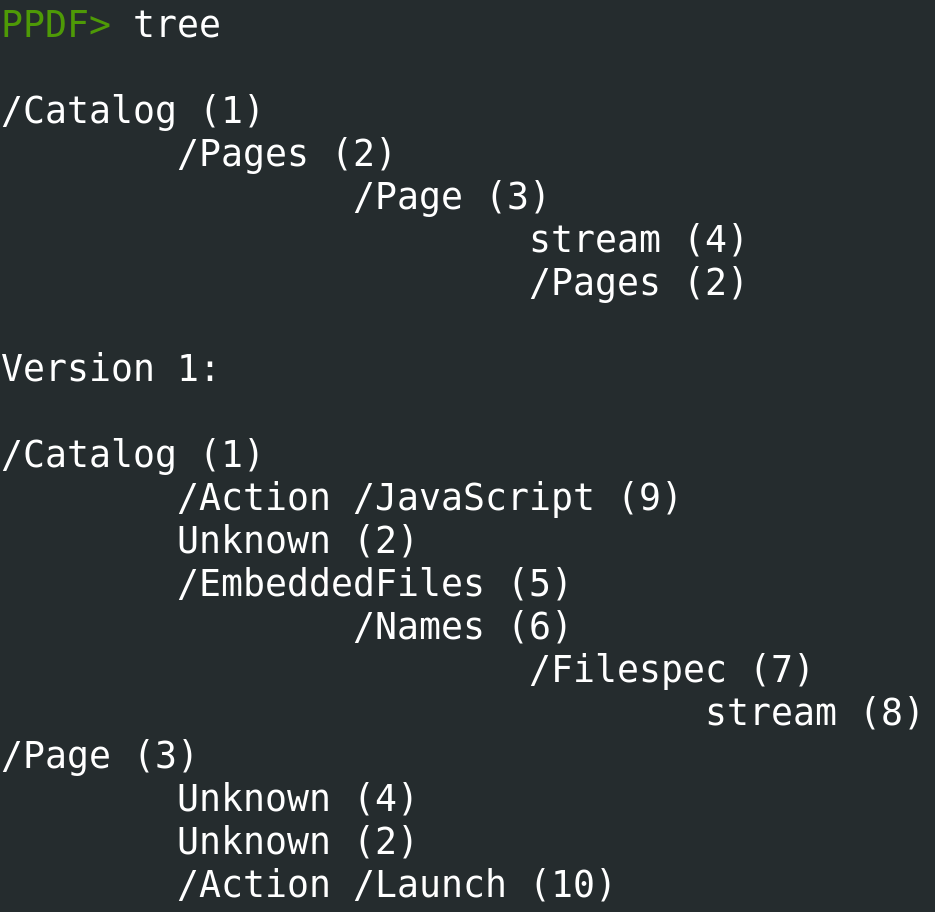 PPDF> tree
/Catalog (1)
/Pages (2)
/Page (3)
stream (4)
/Pages (2)
Version 1:
/Catalog (1)
/Action /JavaScript (9)
Unknown (2)
/EmbeddedFiles (5)
/Names (6)
/Filespec (7)
stream (8)
/Page (3)
Unknown (4)
Unknown (2)
/Action /Launch (10)